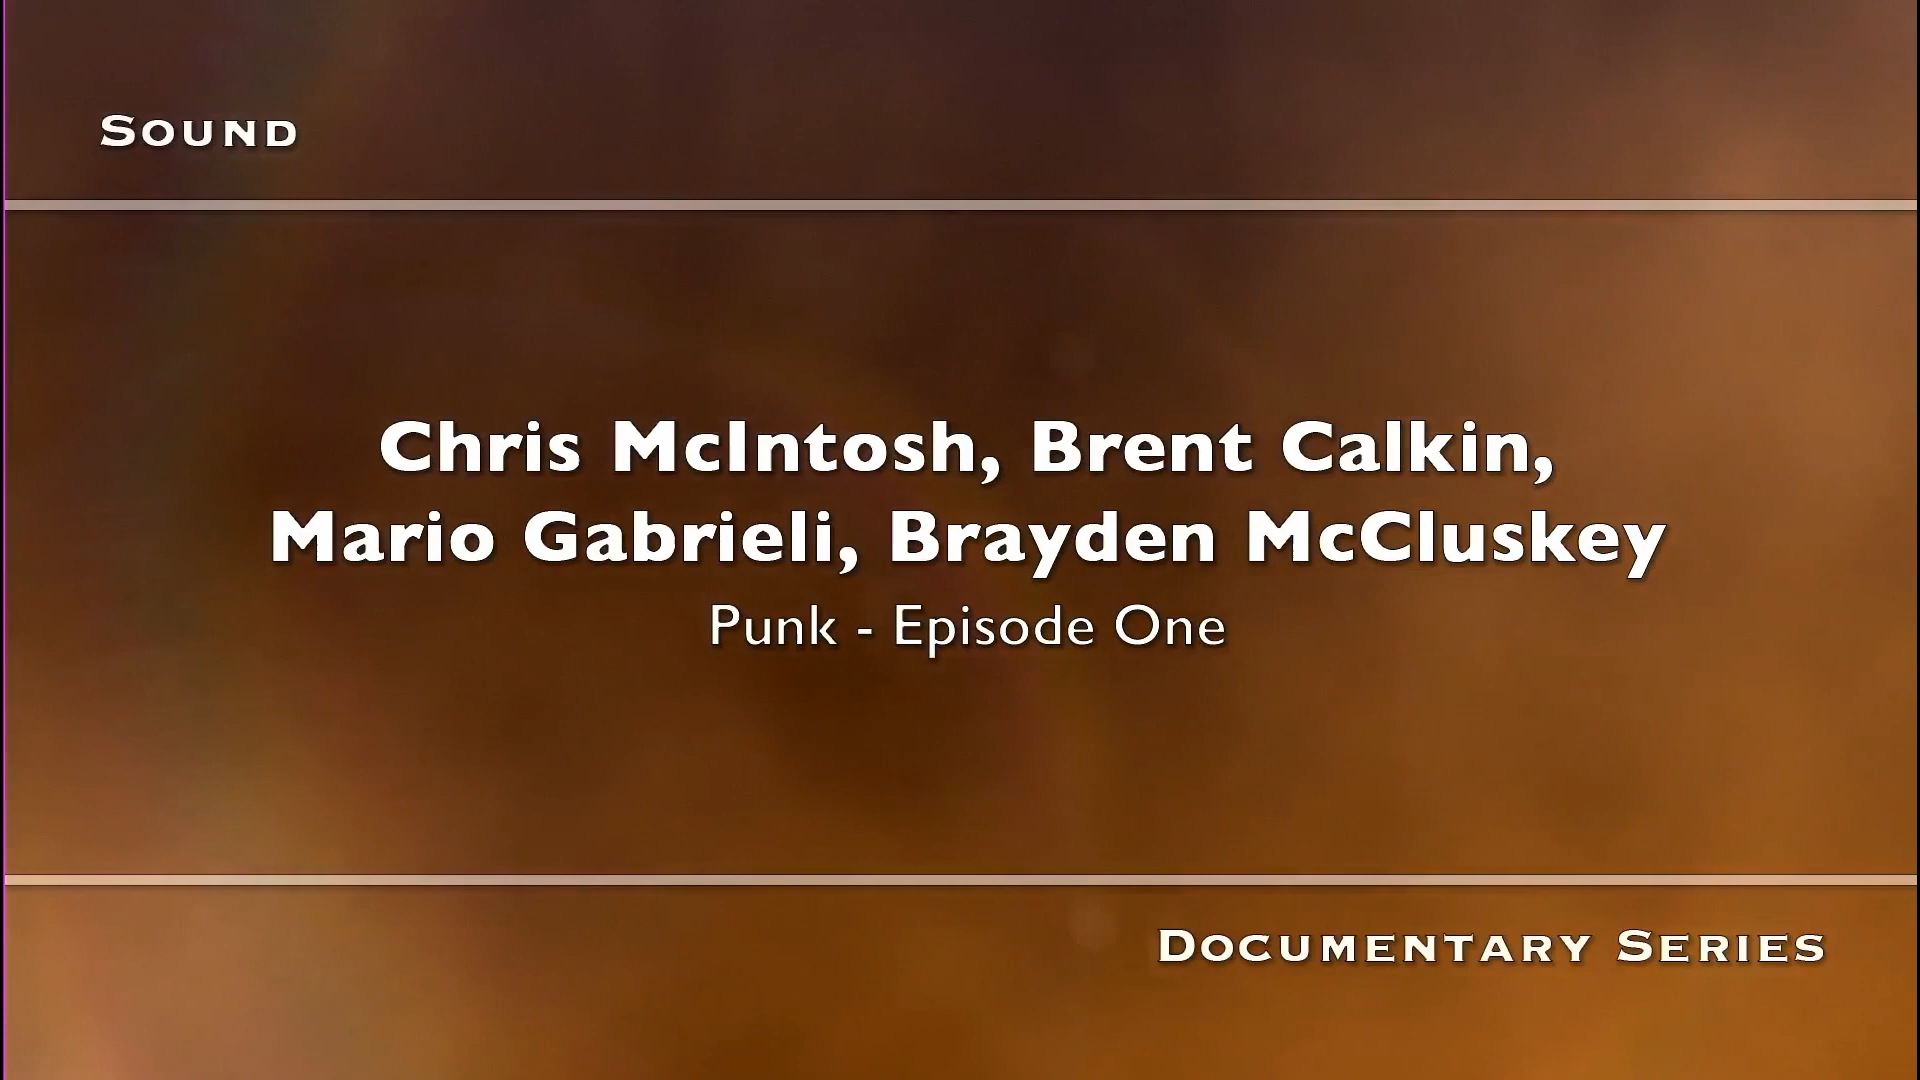 Sound
Chris McIntosh, Brent Calkin,
Mario Gabrieli, Brayden McCluskey
Punk - Episode One
Documentary Series